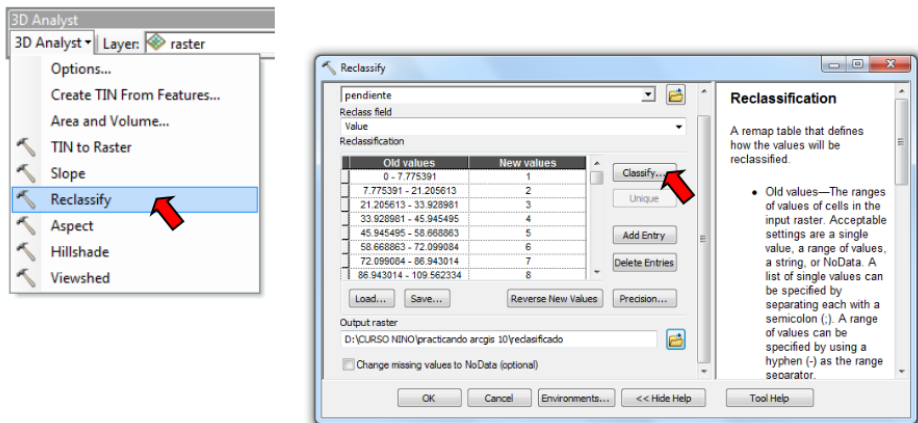 3D Analyst
3D Analyst Layer: raster
Options...
Create TIN From Features...
Area and Volume...
TIN to Raster
Slope
Reclassify
Aspect
Hillshade
Viewshed
Reclassify
pendiente
Reclass field
Value
Reclassification
Old values New values
0 - 7.775391 1
7.775391 - 21.205613 2
21.205613 - 33.928981 3
33.928981 - 45.945495 4
45.945495 - 58.668863 5
58.668863 - 72.099084 6
72.099084 - 86.943014 7
86.943014 - 109.562334 8
Classify...
Unique
Add Entry
Delete Entries
Load... Save... Reverse New Values Precision...
Output raster
D:\CURSO NINO\practicando arcgis 10\reclasificado
Change missing values to NoData (optional)
OK Cancel Environments... << Hide Help Tool Help
Reclassification
A remap table that defines
how the values will be
reclassified.
• Old values—The ranges
of values of cells in the
input raster. Acceptable
settings are a single
value, a range of values,
a string, or NoData. A
list of single values can
be specified by
separating each with a
semicolon (;). A range
of values can be
specified by using a
hyphen (-) as the range
separator.